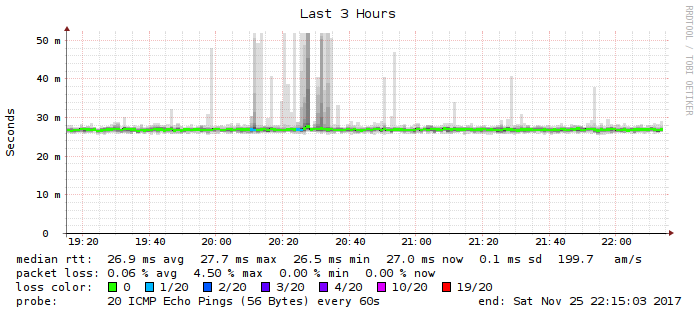 Last 3 Hours
RRDTOOL / TOBI OETIKER
Seconds
50 m
40 m
30 m
20 m
10 m
0
19:20 19:40 20:00 20:20 20:40 21:00 21:20 21:40 22:00
median rtt: 26.9 ms avg 27.7 ms max 26.5 ms min 27.0 ms now 0.1 ms sd 199.7 am/s
packet loss: 0.06 % avg 4.50 % max 0.00 % min 0.00 % now
loss color: 0 1/20 2/20 3/20 4/20 10/20 19/20
probe: 20 ICMP Echo Pings (56 Bytes) every 60s end: Sat Nov 25 22:15:03 2017